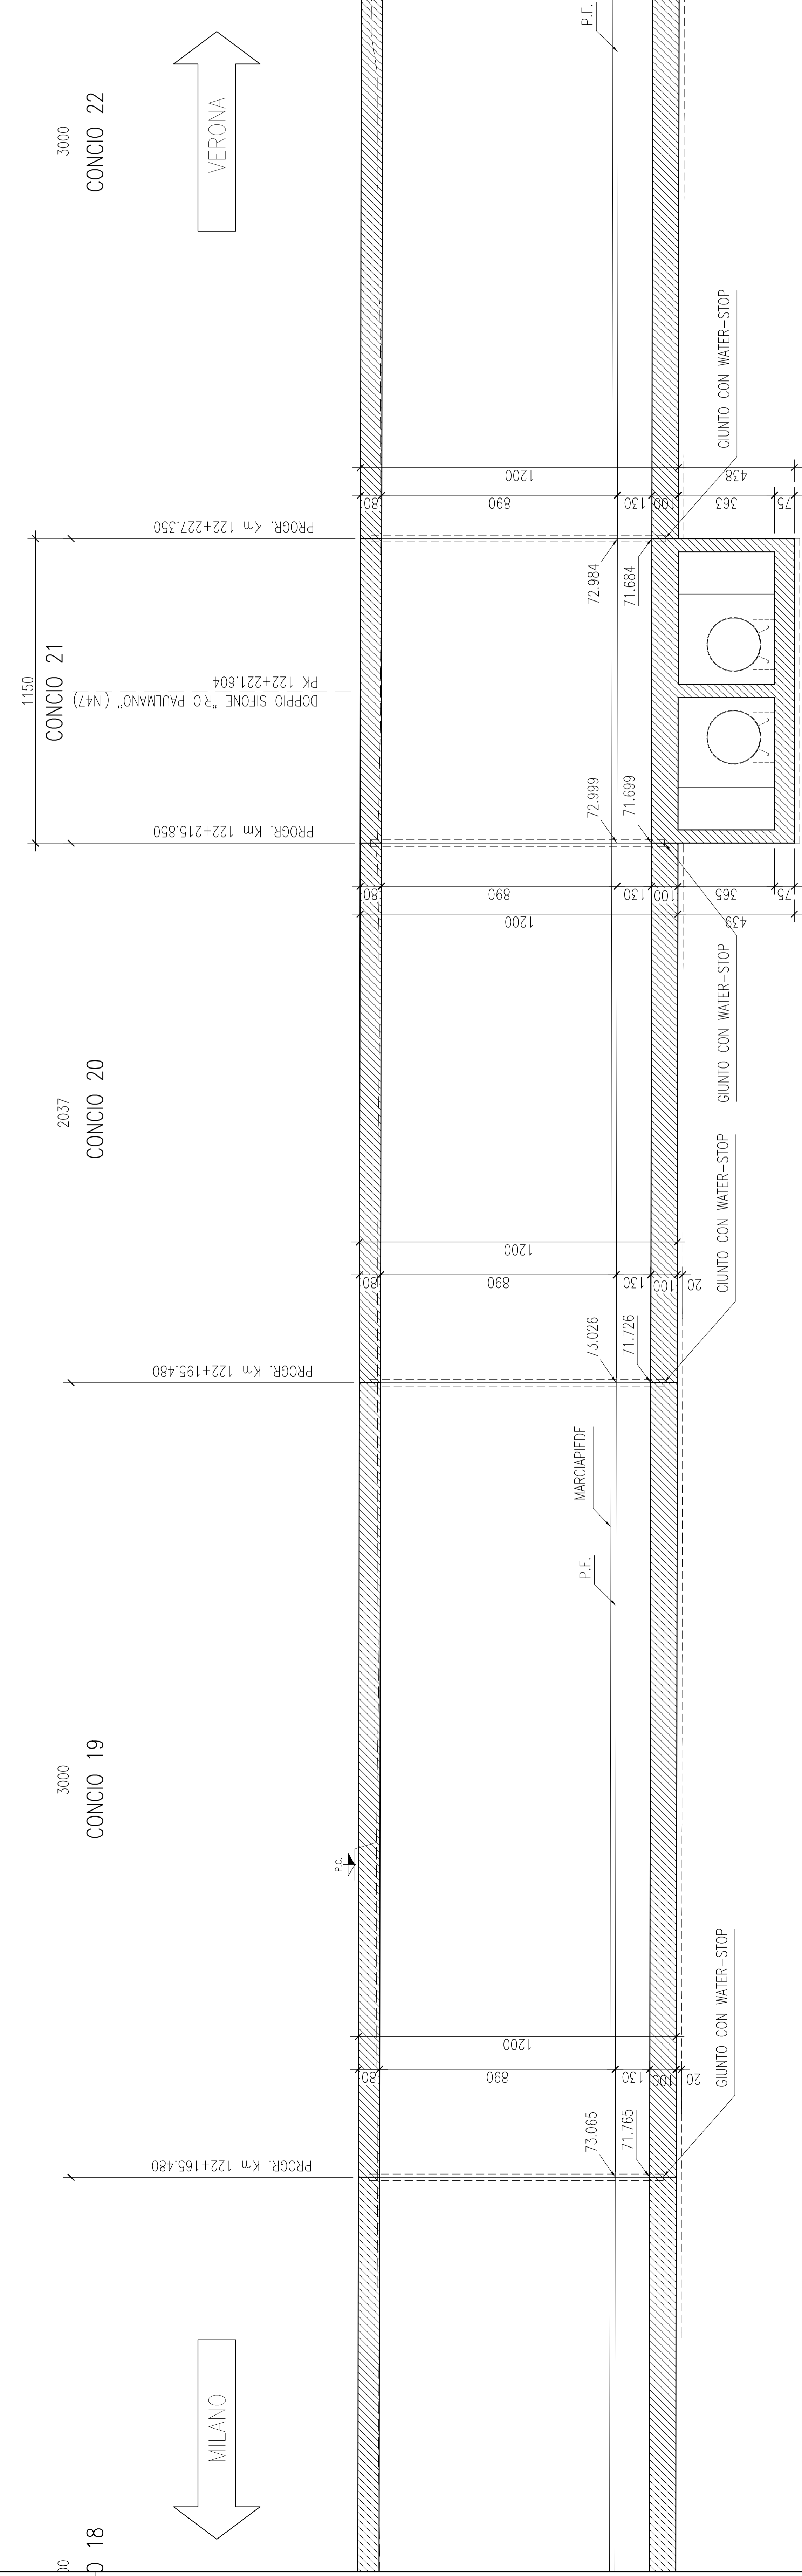 CONCIO 22
3000
VERONA
P.F.
GIUNTO CON WATER-STOP
PROGR. Km 122+227.350
80
890
130
100
363
75
1200
438
72.984
71.684
1150
CONCIO 21
DOPPIO SIFONE "RIO PAULMANO" (IN47)
PK 122+221.604
72.999
71.699
PROGR. Km 122+215.850
80
890
130
100
365
75
1200
439
GIUNTO CON WATER-STOP
2037
CONCIO 20
GIUNTO CON WATER-STOP
1200
80
890
130
100
20
73.026
71.726
PROGR. Km 122+195.480
MARCIAPIEDE
P.F.
3000
CONCIO 19
P.C.
GIUNTO CON WATER-STOP
1200
80
890
130
100
20
73.065
71.765
PROGR. Km 122+165.480
MILANO
00
O 18